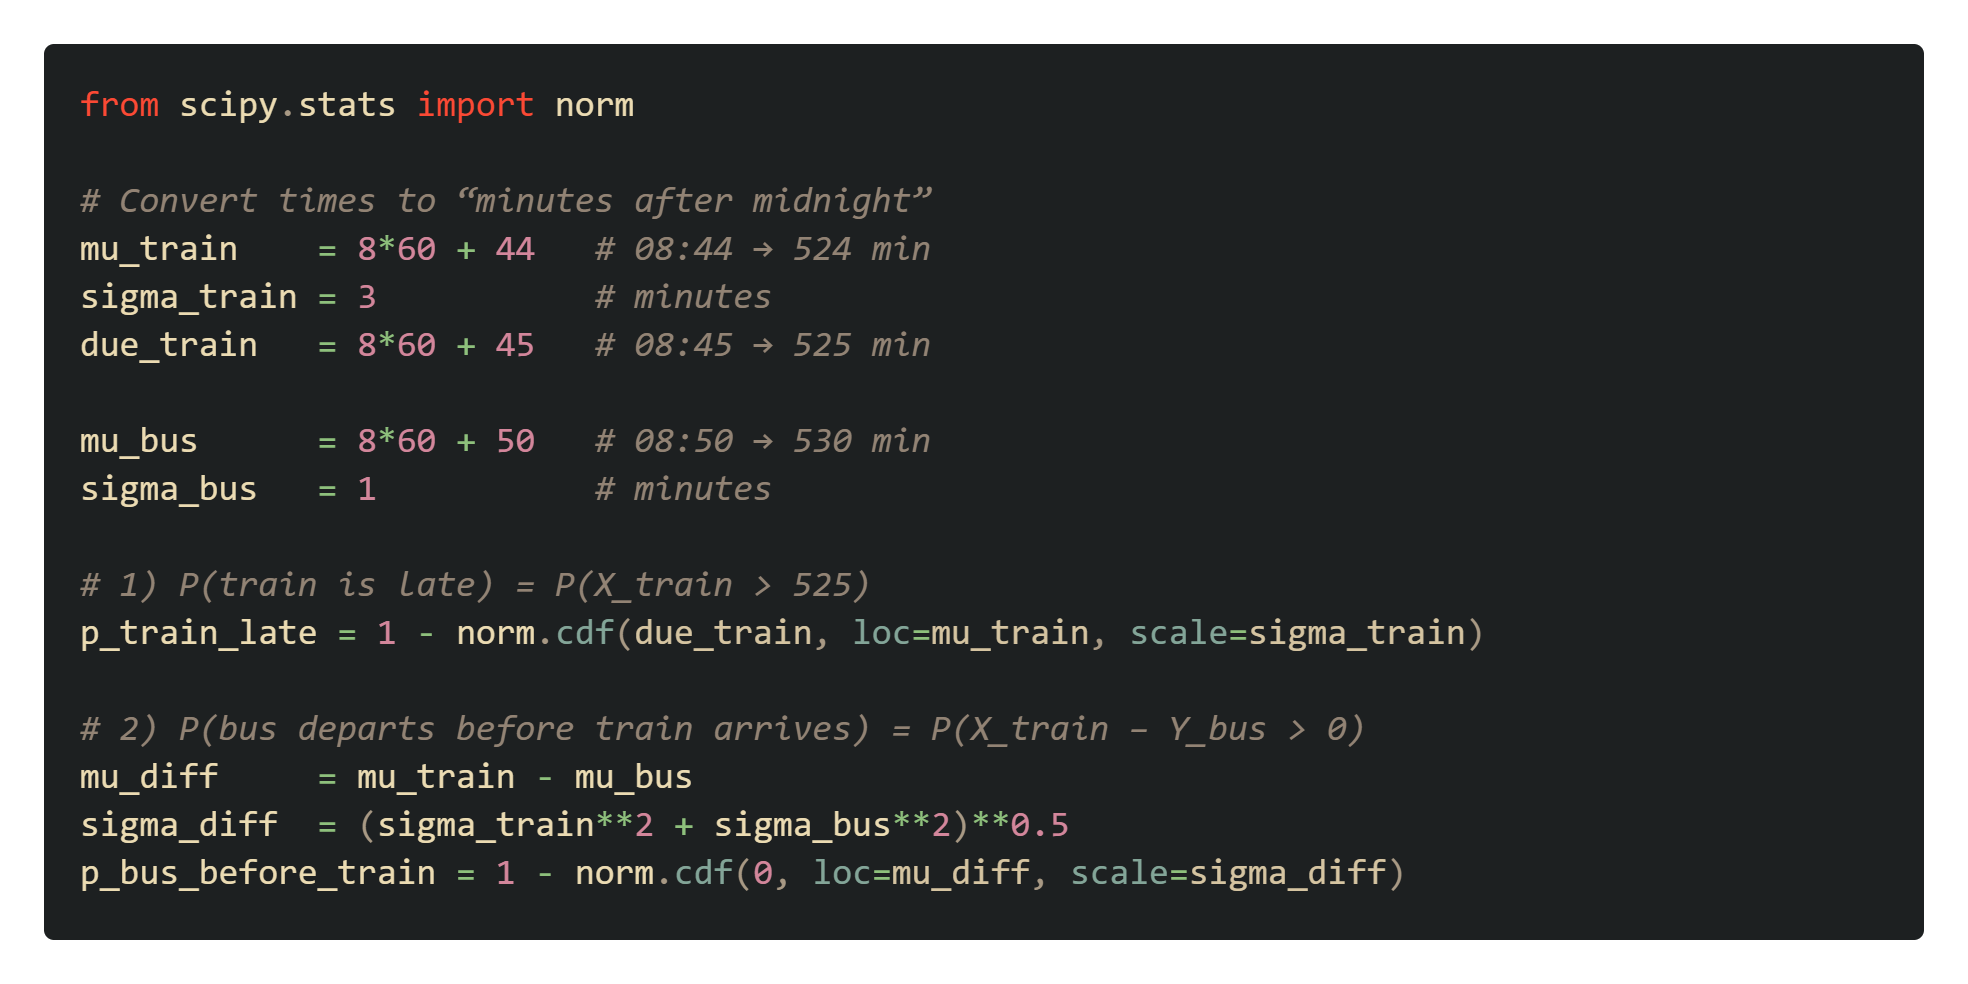 from scipy.stats import norm

# Convert times to “minutes after midnight”
mu_train    = 8*60 + 44   # 08:44 → 524 min
sigma_train = 3           # minutes
due_train   = 8*60 + 45   # 08:45 → 525 min

mu_bus      = 8*60 + 50   # 08:50 → 530 min
sigma_bus   = 1           # minutes

# 1) P(train is late) = P(X_train > 525)
p_train_late = 1 - norm.cdf(due_train, loc=mu_train, scale=sigma_train)

# 2) P(bus departs before train arrives) = P(X_train – Y_bus > 0)
mu_diff     = mu_train - mu_bus
sigma_diff  = (sigma_train**2 + sigma_bus**2)**0.5
p_bus_before_train = 1 - norm.cdf(0, loc=mu_diff, scale=sigma_diff)